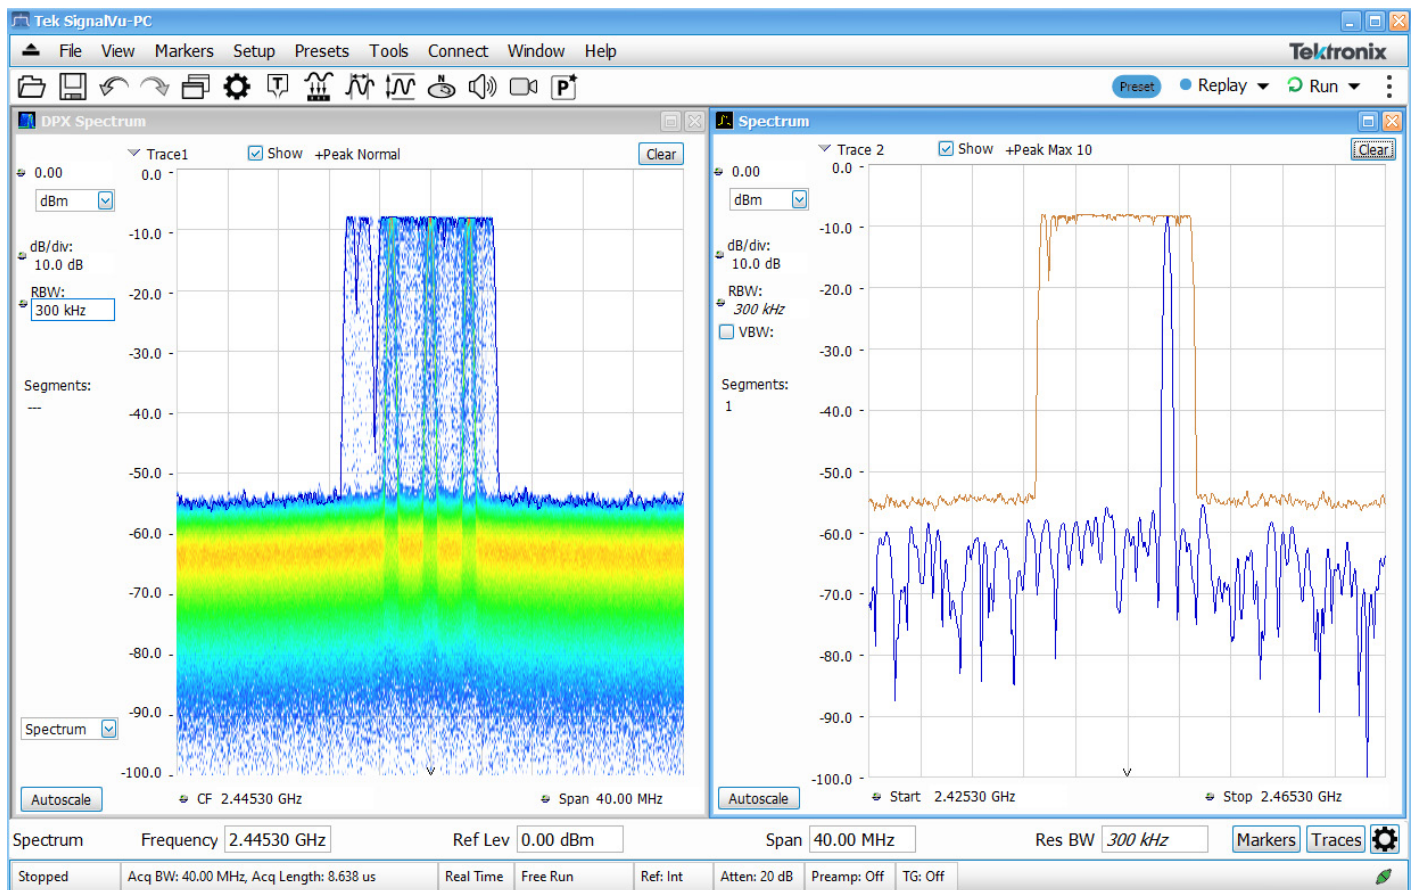 Tek SignalVu-PC
File View Markers Setup Presets Tools Connect Window Help
Tektronix
Preset Replay Run
DPX Spectrum
Trace1 Show +Peak Normal Clear
0.00
dBm
dB/div:
10.0 dB
RBW:
300 kHz
Segments:
---
Spectrum
Autoscale
0.0
-10.0
-20.0
-30.0
-40.0
-50.0
-60.0
-70.0
-80.0
-90.0
-100.0
CF 2.44530 GHz Span 40.00 MHz
Spectrum
Trace 2 Show +Peak Max 10 Clear
0.00
dBm
dB/div:
10.0 dB
RBW:
300 kHz
VBW:
Segments:
1
Autoscale
0.0
-10.0
-20.0
-30.0
-40.0
-50.0
-60.0
-70.0
-80.0
-90.0
-100.0
Start 2.42530 GHz Stop 2.46530 GHz
Spectrum Frequency 2.44530 GHz Ref Lev 0.00 dBm Span 40.00 MHz Res BW 300 kHz Markers Traces
Stopped Acq BW: 40.00 MHz, Acq Length: 8.638 us Real Time Free Run Ref: Int Atten: 20 dB Preamp: Off TG: Off